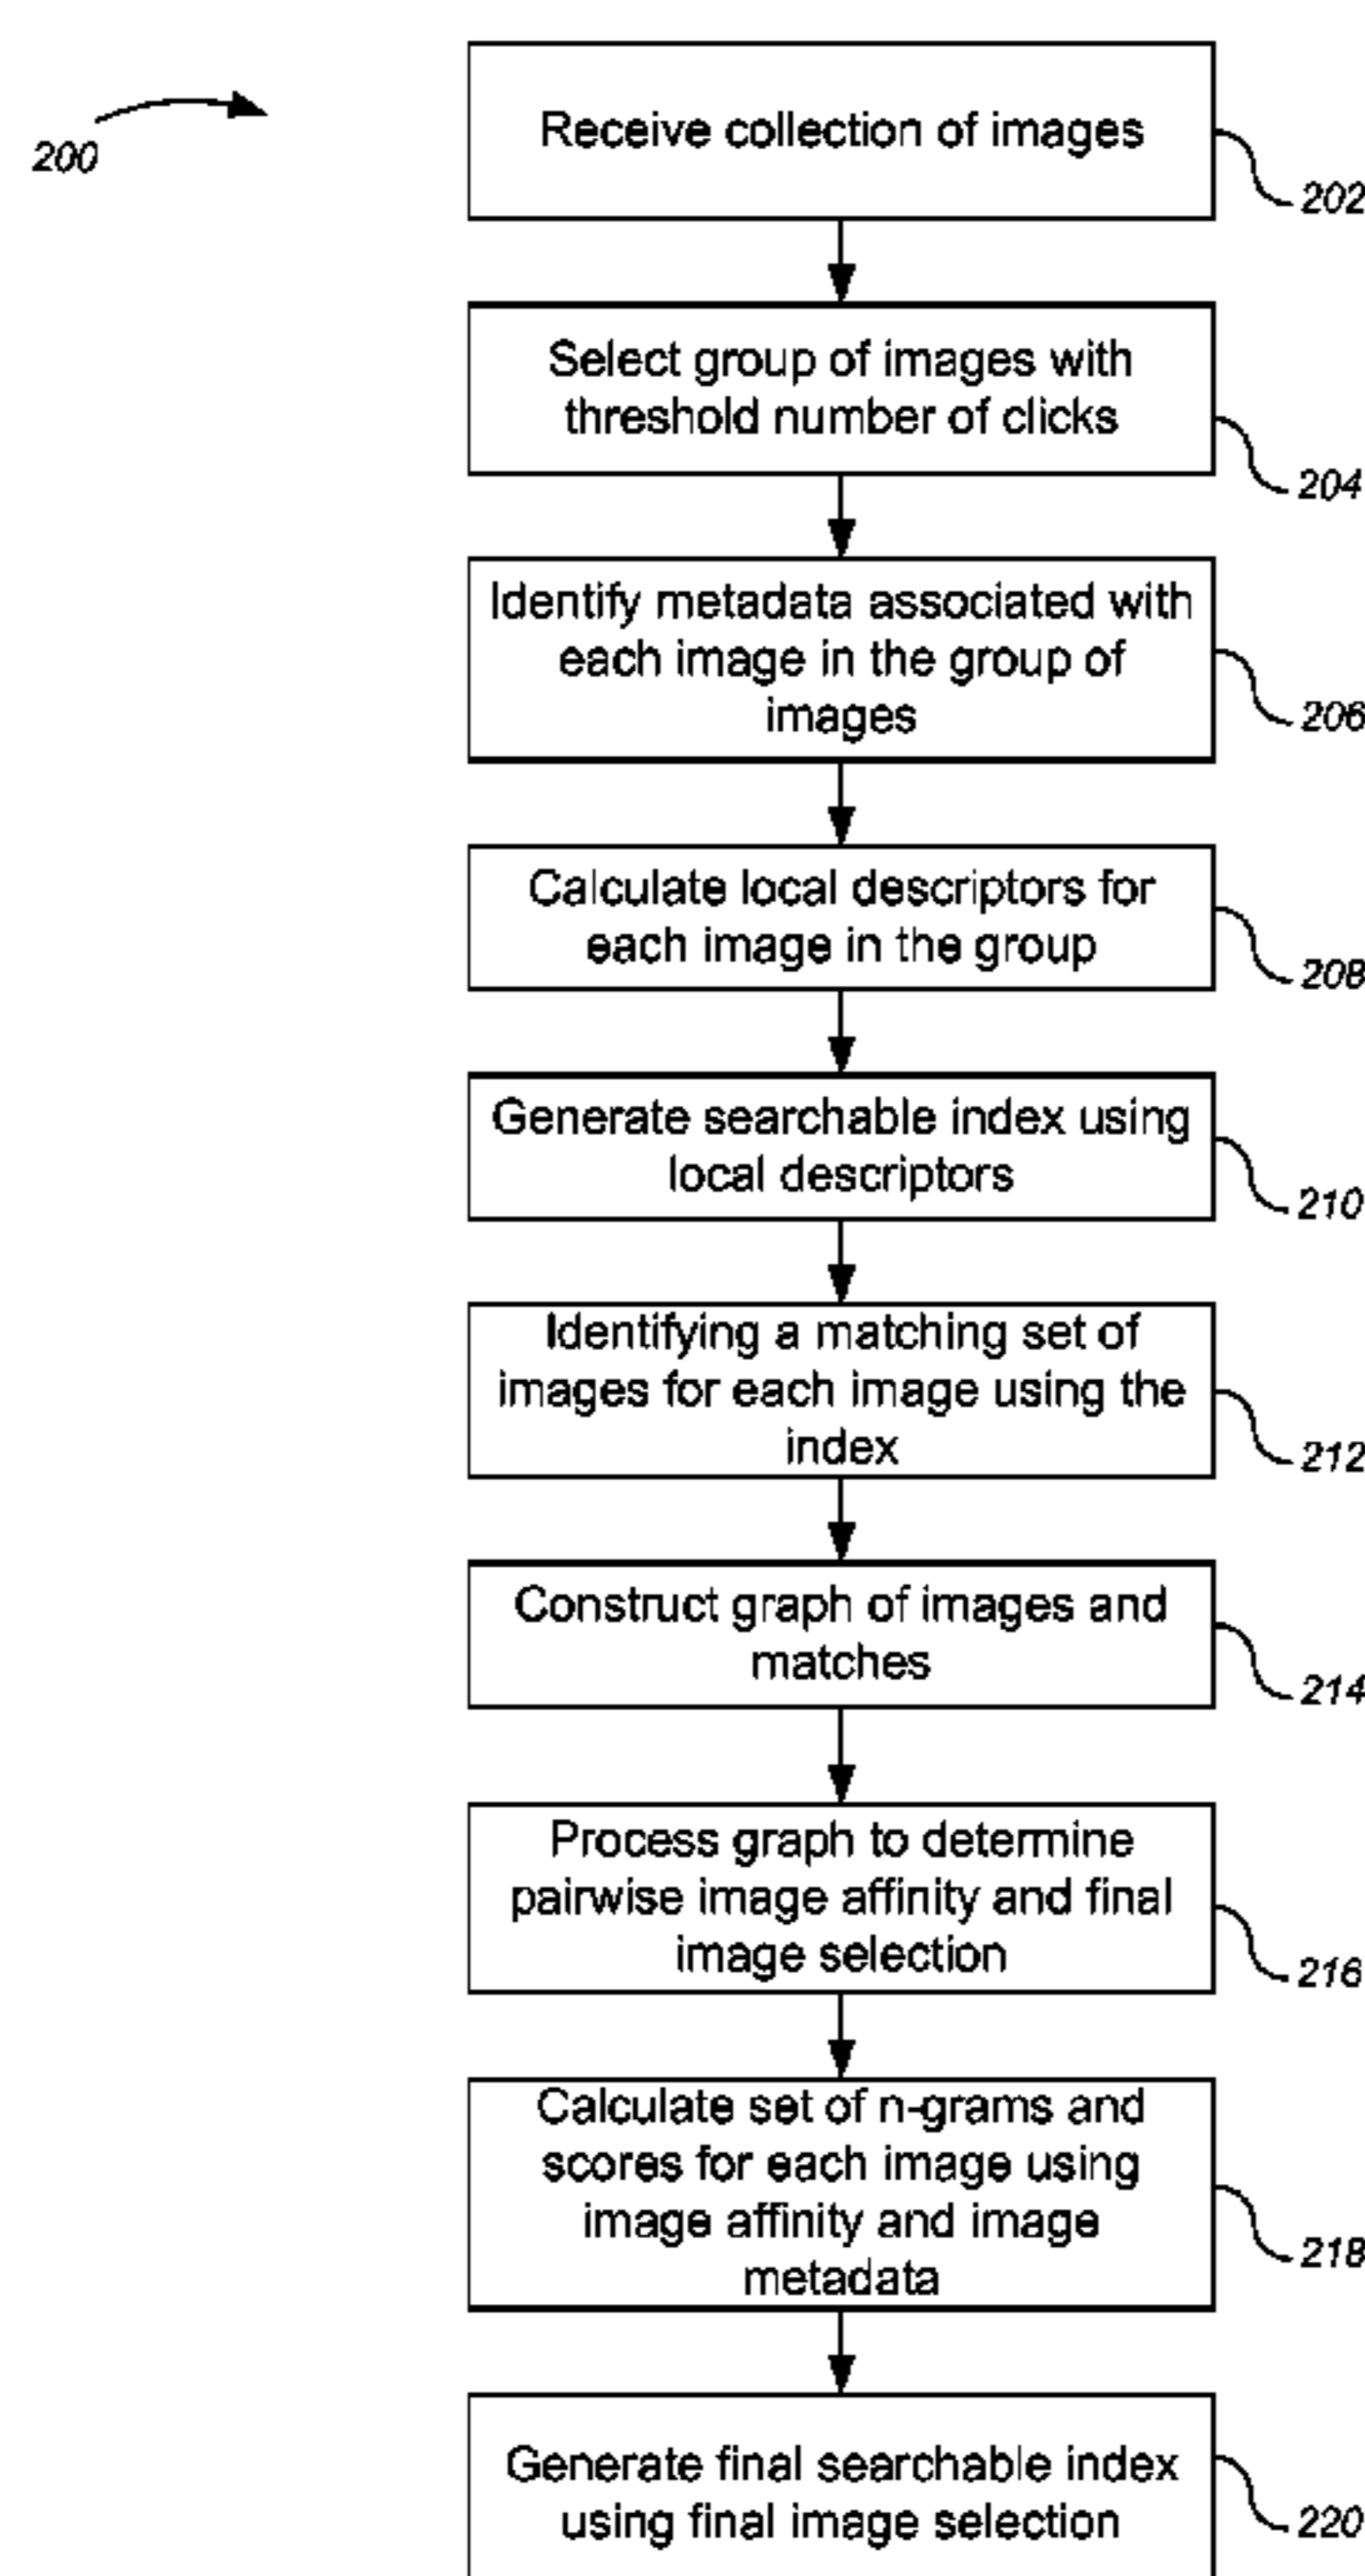 200
Receive collection of images
202
Select group of images with
threshold number of clicks
204
Identify metadata associated with
each image in the group of
images
206
Calculate local descriptors for
each image in the group
208
Generate searchable index using
local descriptors
210
Identifying a matching set of
images for each image using the
index
212
Construct graph of images and
matches
214
Process graph to determine
pairwise image affinity and final
image selection
216
Calculate set of n-grams and
scores for each image using
image affinity and image
metadata
218
Generate final searchable index
using final image selection
220